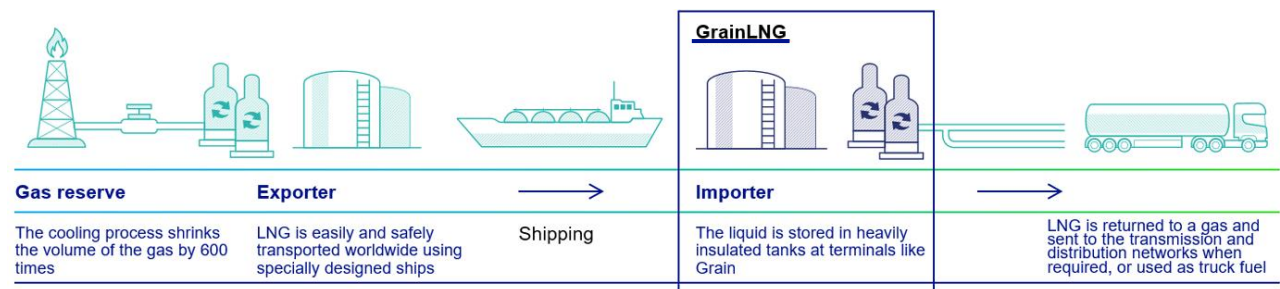 GrainLNG
Gas reserve
Exporter
Importer
The cooling process shrinks
the volume of the gas by 600
times
LNG is easily and safely
transported worldwide using
specially designed ships
Shipping
The liquid is stored in heavily
insulated tanks at terminals like
Grain
LNG is returned to a gas and
sent to the transmission and
distribution networks when
required, or used as truck fuel